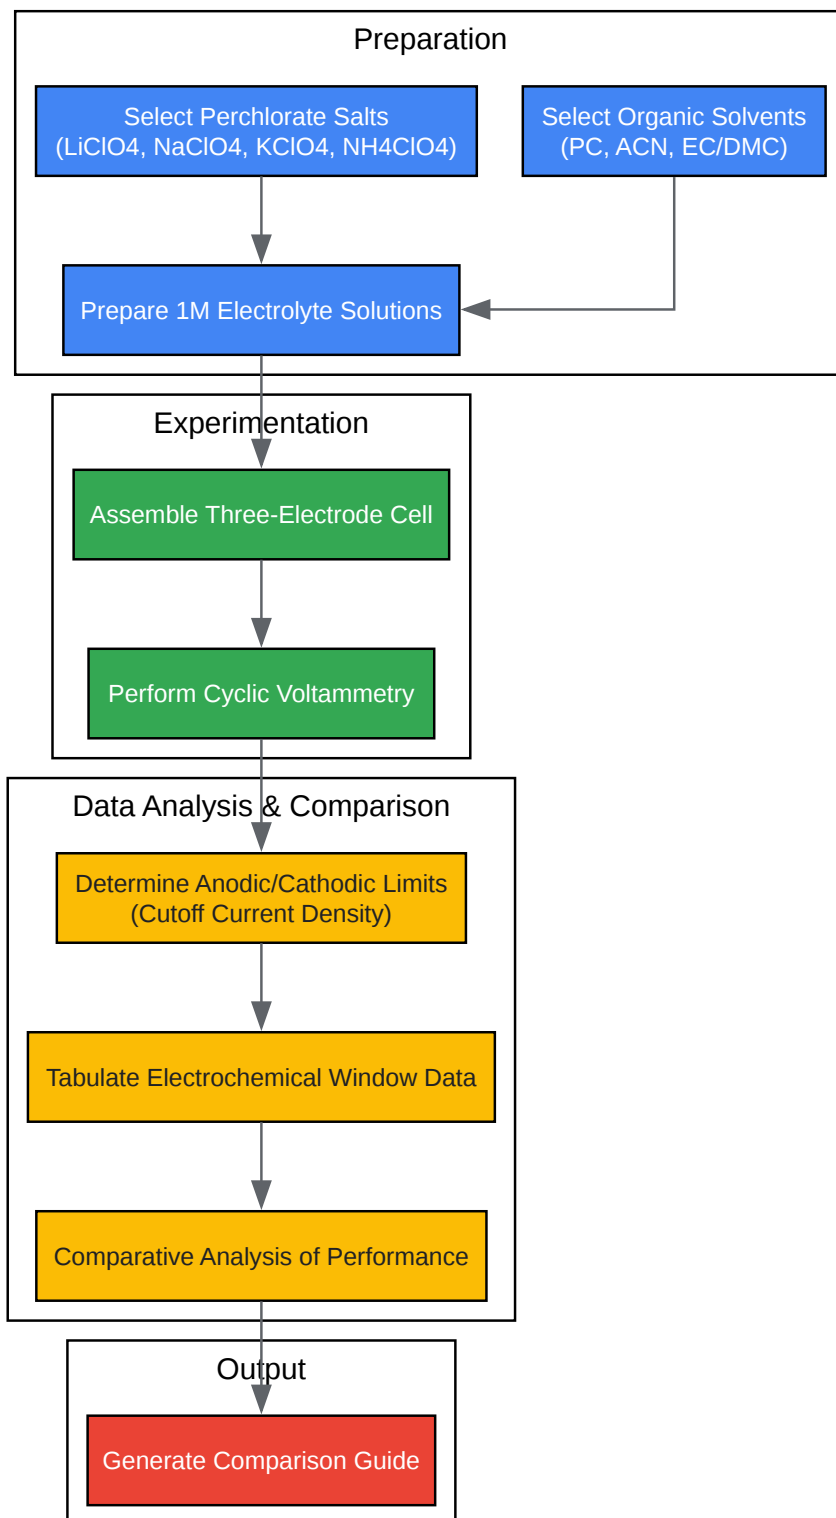 Preparation
Select Perchlorate Salts
(LiClO4, NaClO4, KClO4, NH4ClO4)
Select Organic Solvents
(PC, ACN, EC/DMC)
Prepare 1M Electrolyte Solutions
Experimentation
Assemble Three-Electrode Cell
Perform Cyclic Voltammetry
Data Analysis & Comparison
Determine Anodic/Cathodic Limits
(Cutoff Current Density)
Tabulate Electrochemical Window Data
Comparative Analysis of Performance
Output
Generate Comparison Guide